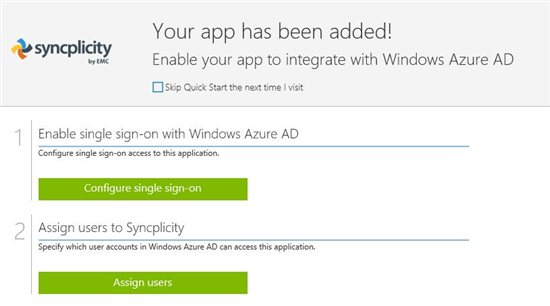 syncplicity
by EMC
Your app has been added!
Enable your app to integrate with Windows Azure AD
Skip Quick Start the next time I visit
1
Enable single sign-on with Windows Azure AD
Configure single sign-on access to this application.
Configure single sign-on
2
Assign users to Syncplicity
Specify which user accounts in Windows Azure AD can access this application.
Assign users